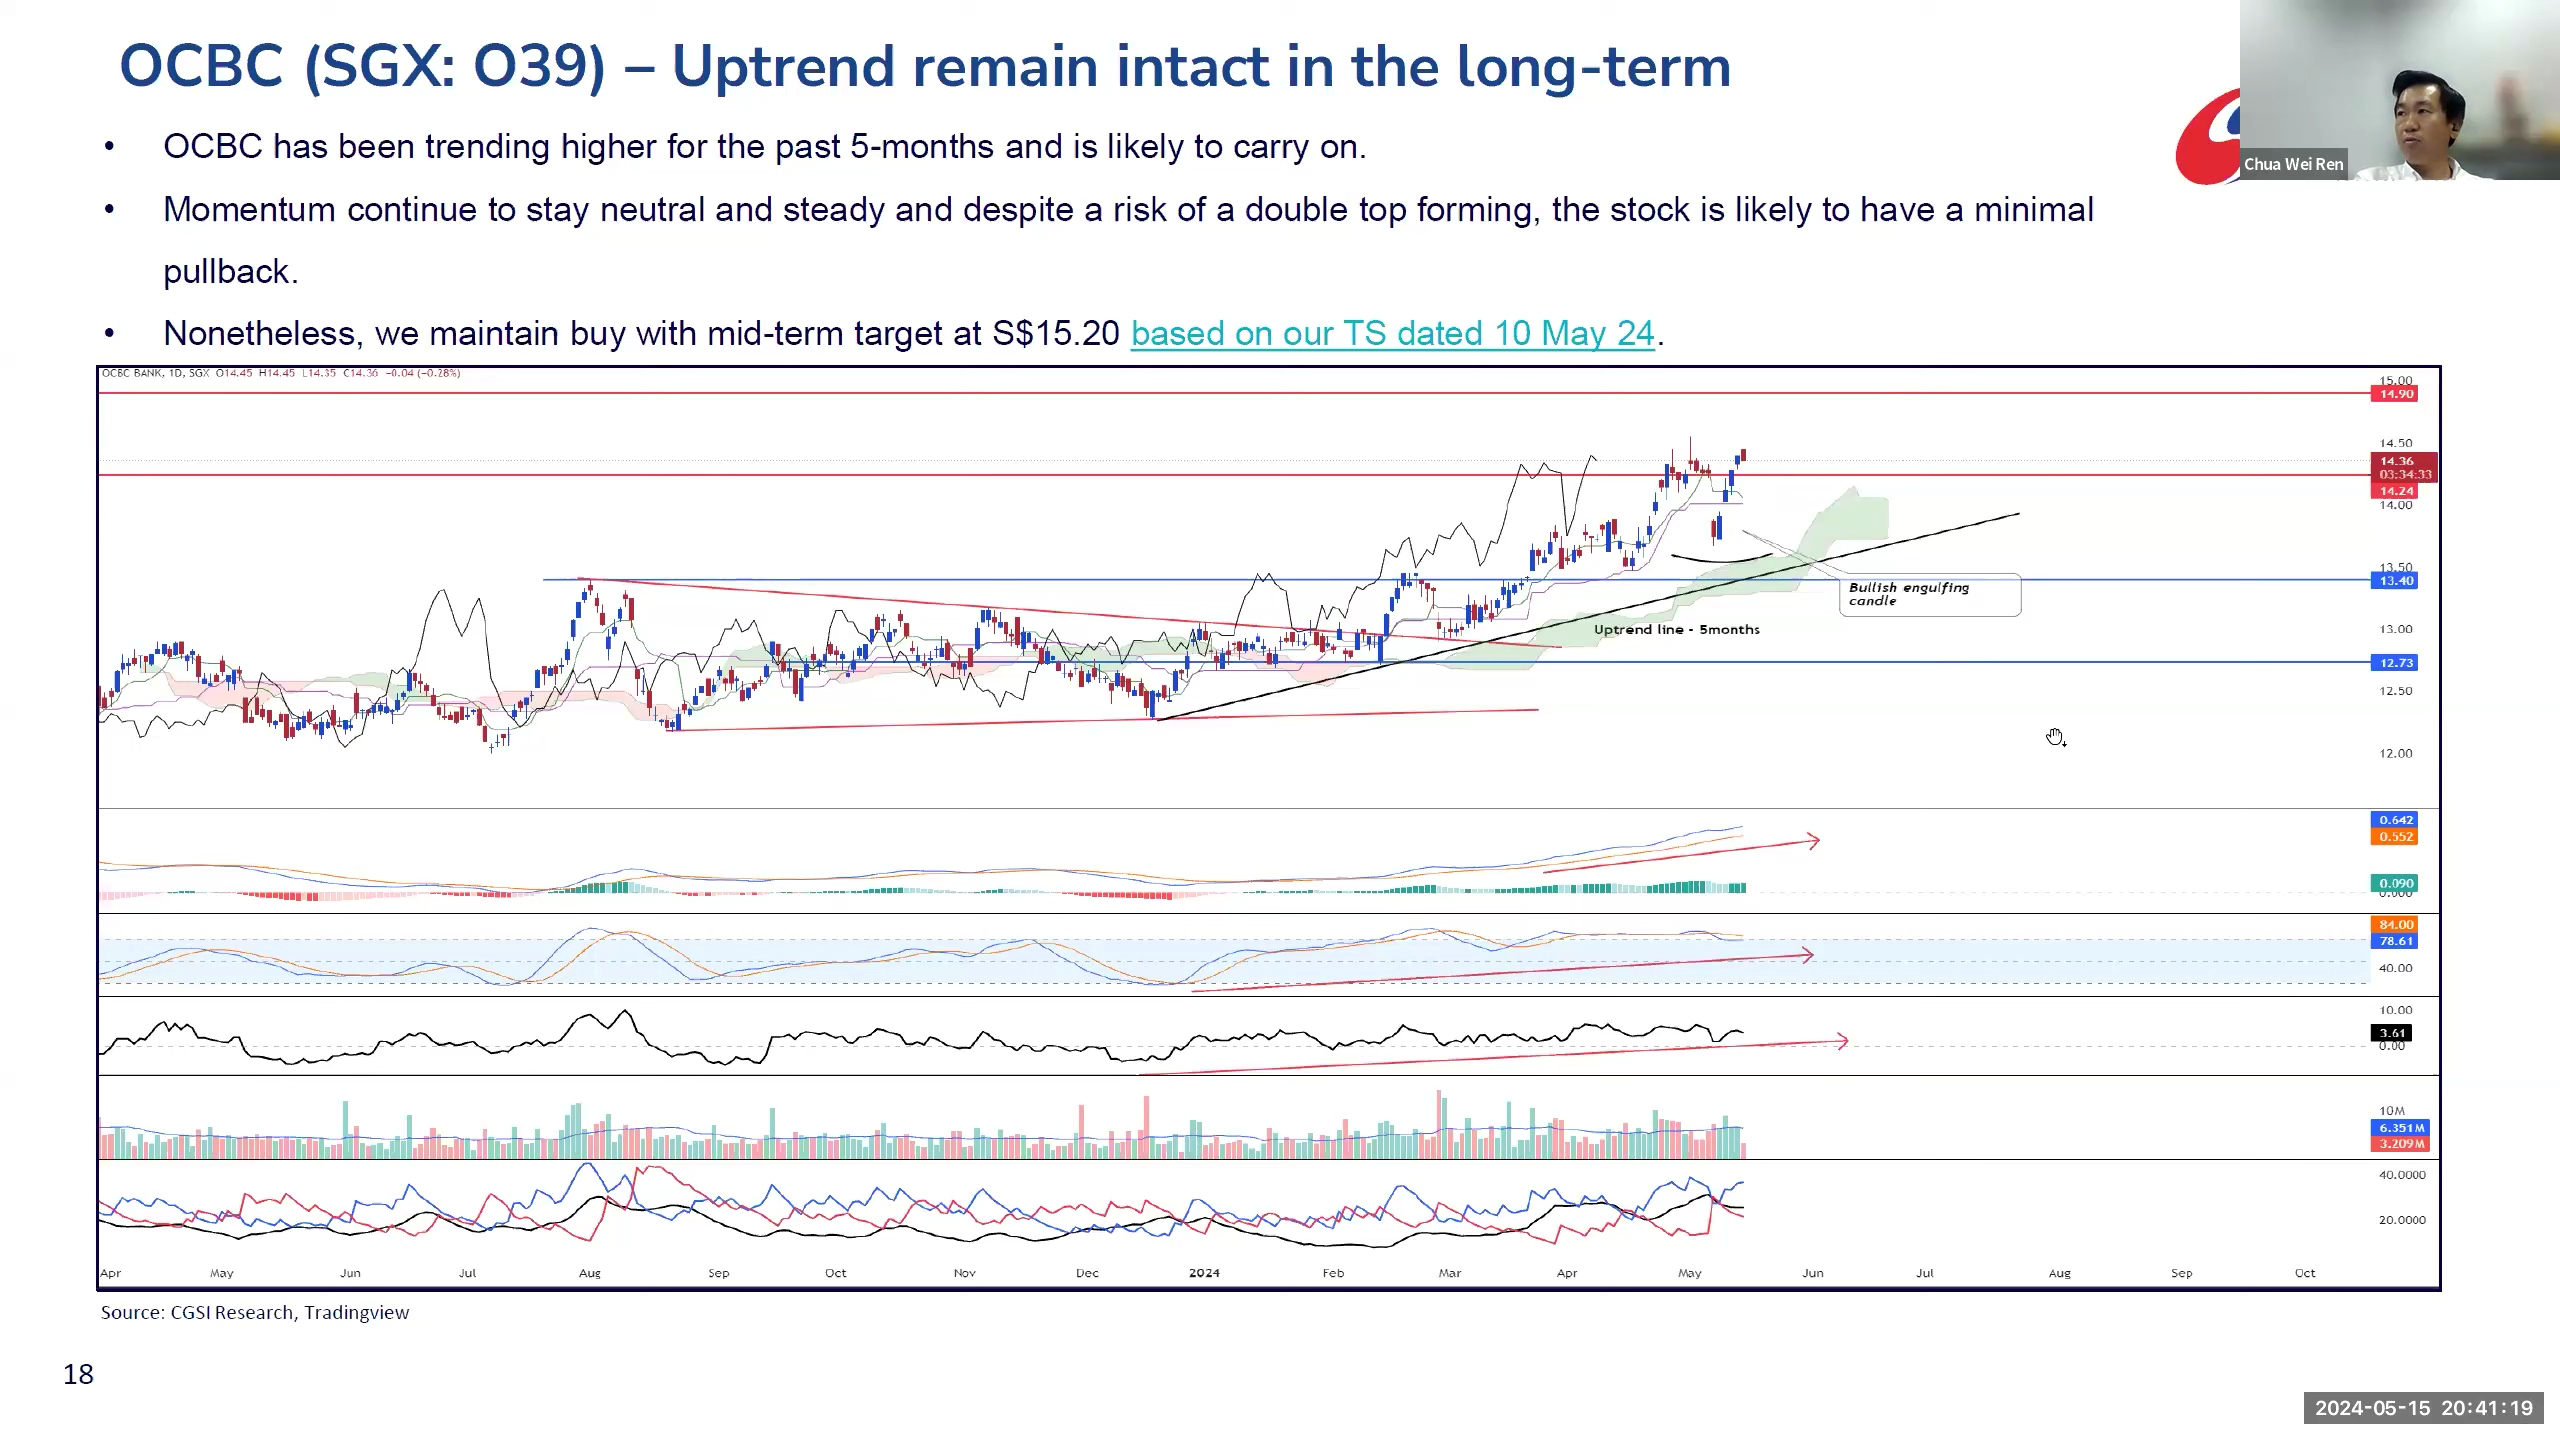 OCBC (SGX: O39) – Uptrend remain intact in the long-term
Chua Wei Ren
• OCBC has been trending higher for the past 5-months and is likely to carry on.
• Momentum continue to stay neutral and steady and despite a risk of a double top forming, the stock is likely to have a minimal
pullback.
• Nonetheless, we maintain buy with mid-term target at S$15.20 based on our TS dated 10 May 24.
OCBC BANK, 1D, SGX O14.45 H14.45 L14.35 C14.36 −0.04 (−0.28%)
15.00
14.90
14.50
14.36
03:34:33
14.24
14.00
13.50
13.40
Bullish engulfing
candle
Uptrend line - 5months
13.00
12.73
12.50
12.00
0.642
0.552
0.090
0.000
84.00
78.61
40.00
10.00
3.61
0.00
10M
6.351M
3.209M
40.0000
20.0000
Apr May Jun Jul Aug Sep Oct Nov Dec 2024 Feb Mar Apr May Jun Jul Aug Sep Oct
Source: CGSI Research, Tradingview
18
2024-05-15 20:41:19